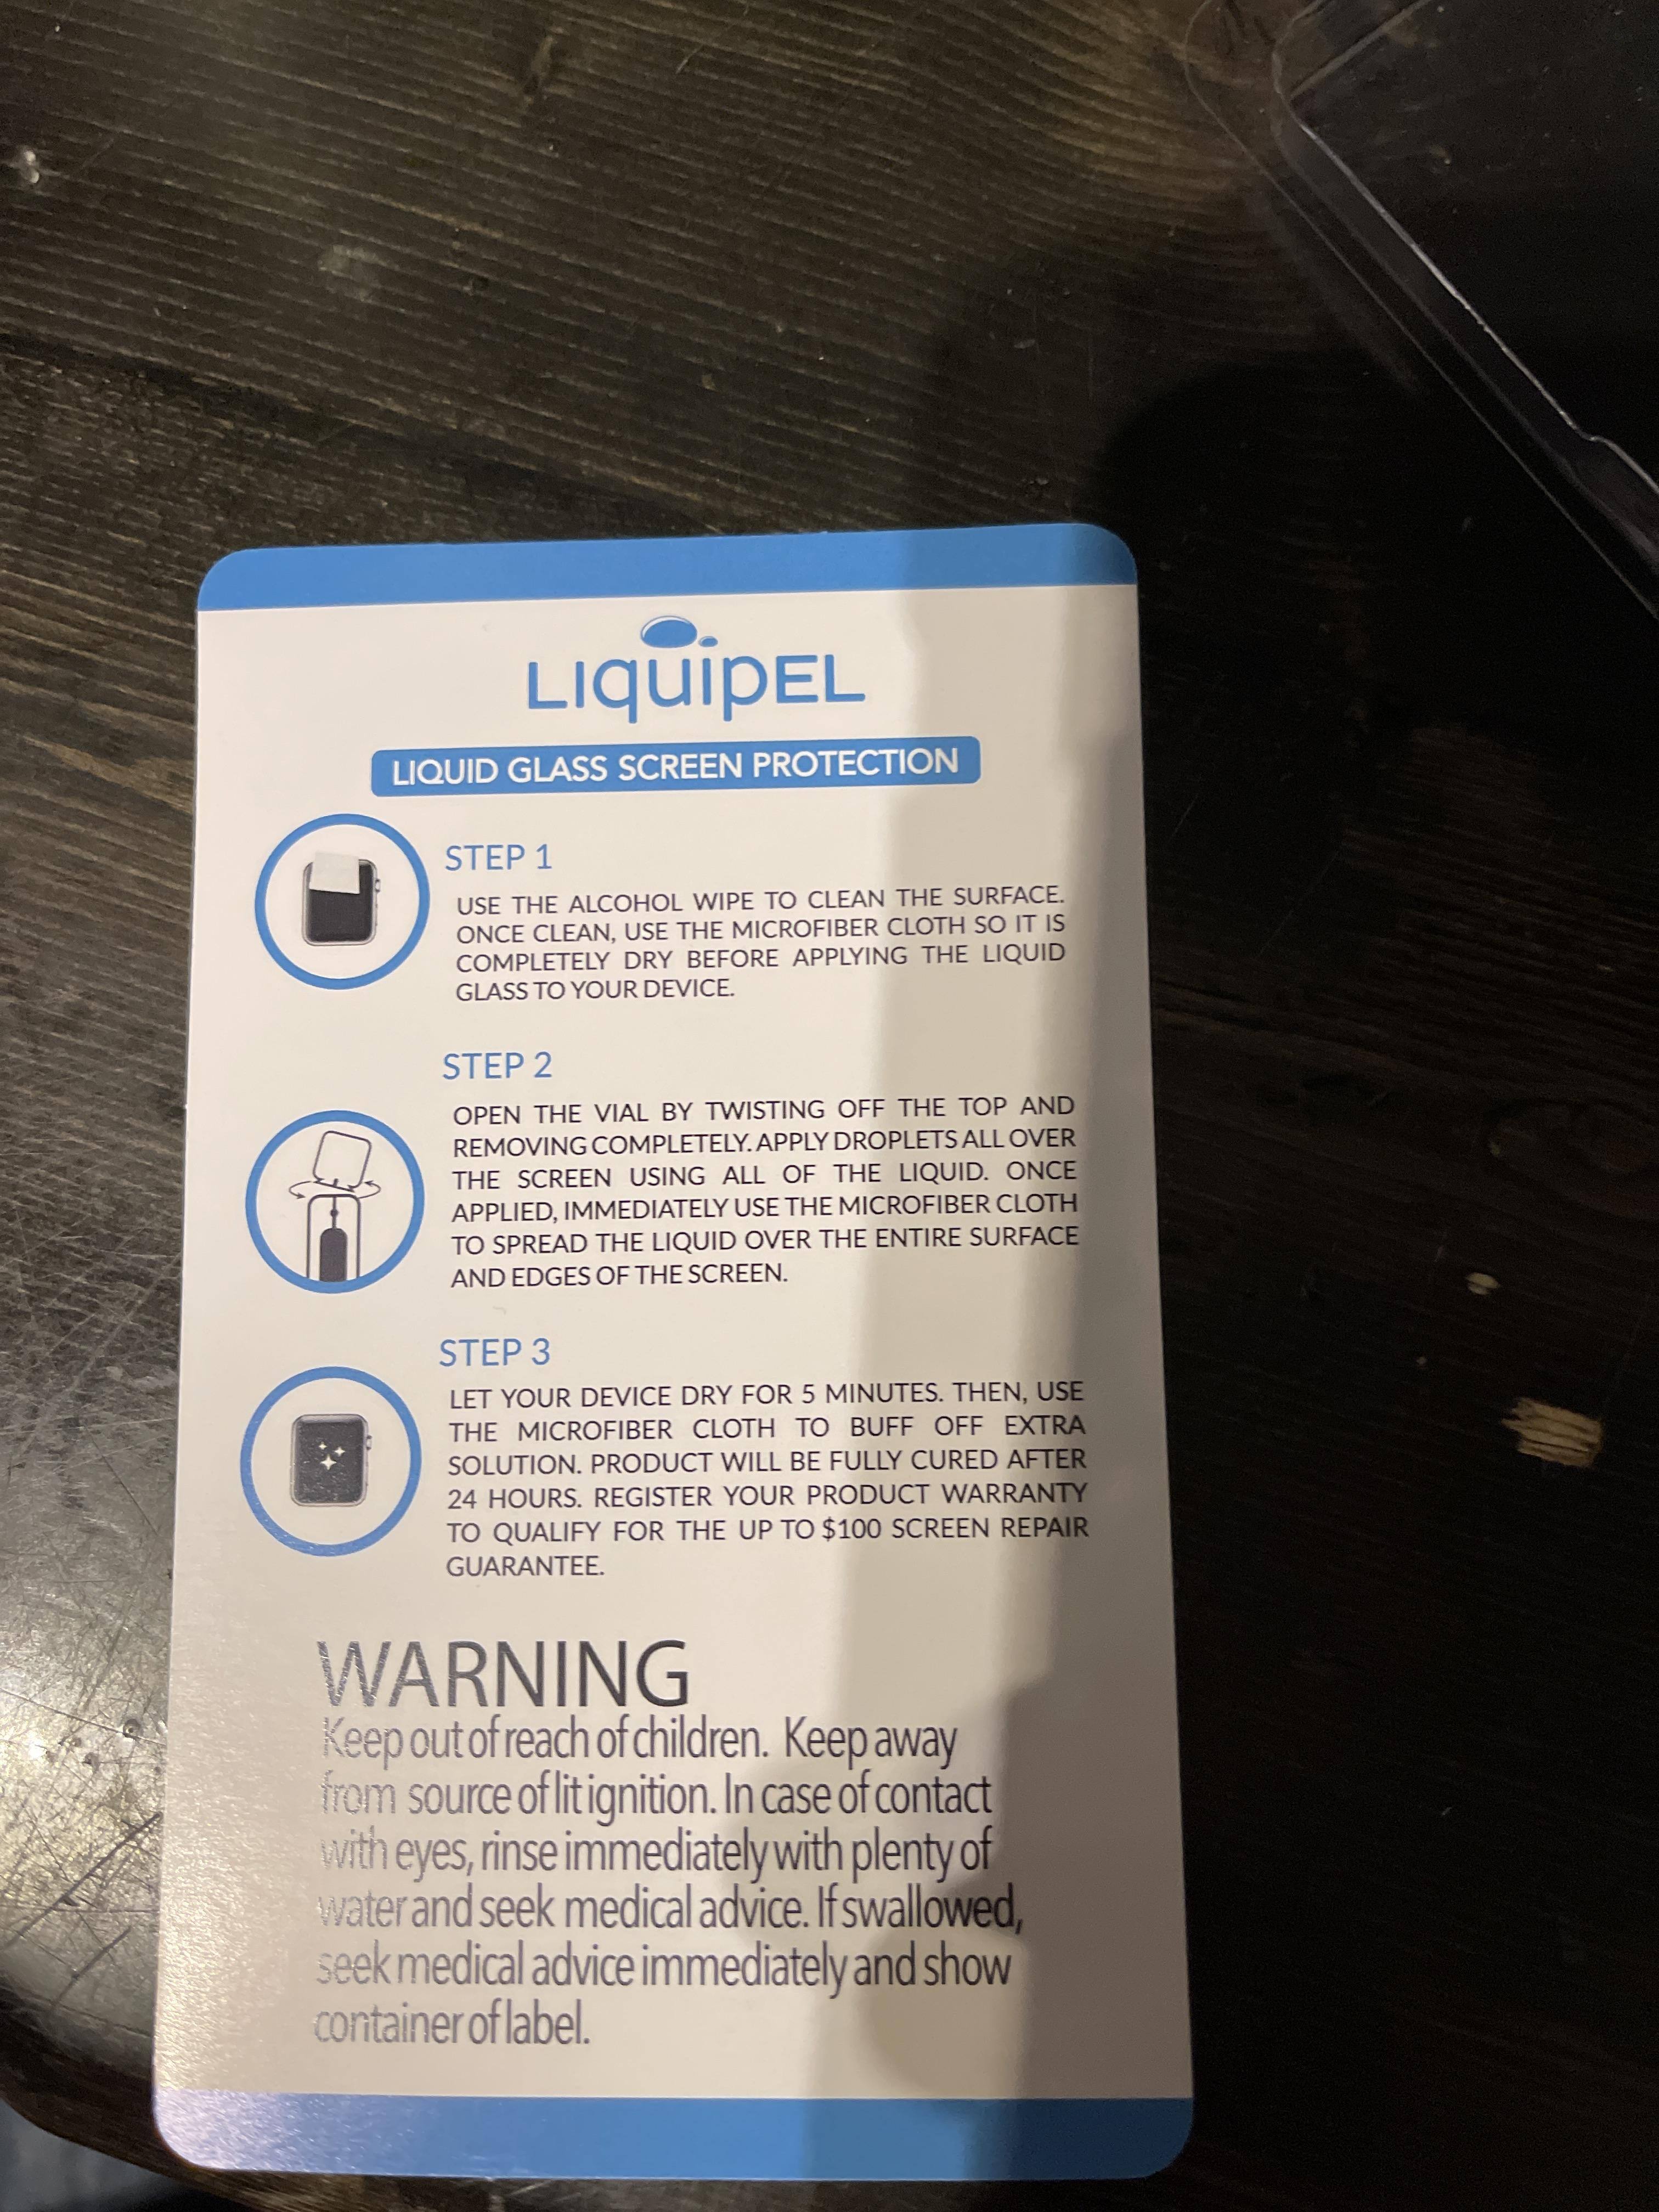 LIQUIPEL
LIQUID GLASS SCREEN PROTECTION
STEP 1
USE THE ALCOHOL WIPE TO CLEAN THE SURFACE.
ONCE CLEAN, USE THE MICROFIBER CLOTH SO IT IS
COMPLETELY DRY BEFORE APPLYING THE LIQUID
GLASS TO YOUR DEVICE.
STEP 2
OPEN THE VIAL BY TWISTING OFF THE TOP AND
REMOVING COMPLETELY. APPLY DROPLETS ALL OVER
THE SCREEN USING ALL OF THE LIQUID. ONCE
APPLIED, IMMEDIATELY USE THE MICROFIBER CLOTH
TO SPREAD THE LIQUID OVER THE ENTIRE SURFACE
AND EDGES OF THE SCREEN.
STEP 3
LET YOUR DEVICE DRY FOR 5 MINUTES. THEN, USE
THE MICROFIBER CLOTH TO BUFF OFF EXTRA
SOLUTION. PRODUCT WILL BE FULLY CURED AFTER
24 HOURS. REGISTER YOUR PRODUCT WARRANTY
TO QUALIFY FOR THE UP TO $100 SCREEN REPAIR
GUARANTEE.
WARNING
Keep out of reach of children. Keep away
from source of lit ignition. In case of contact
with eyes, rinse immediately with plenty of
water and seek medical advice. If swallowed,
seek medical advice immediately and show
container of label.